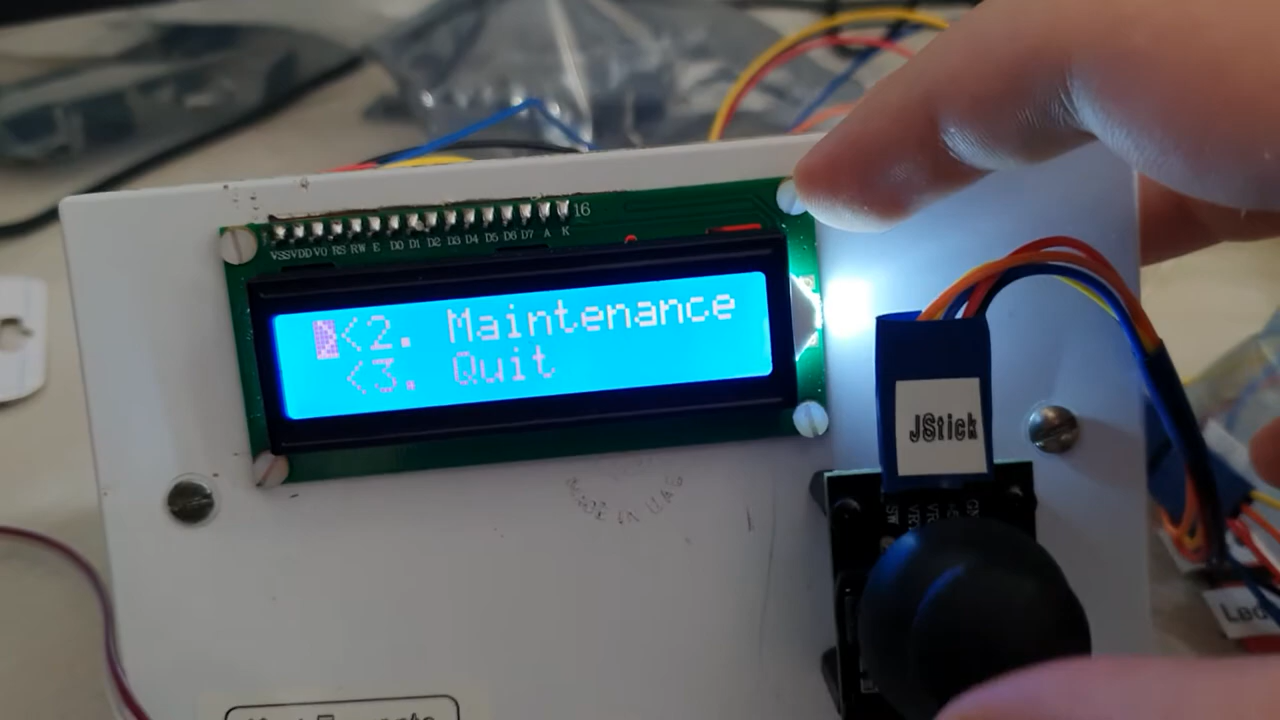 16
VSS VDD V0 RS RW E D0 D1 D2 D3 D4 D5 D6 D7 A K
<2. Maintenance
<3. Quit
JStick
SW
Led